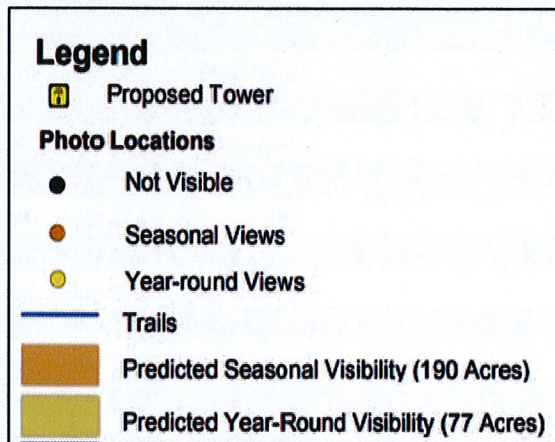 Legend
Proposed Tower
Photo Locations
Not Visible
Seasonal Views
Year-round Views
Trails
Predicted Seasonal Visibility (190 Acres)
Predicted Year-Round Visibility (77 Acres)